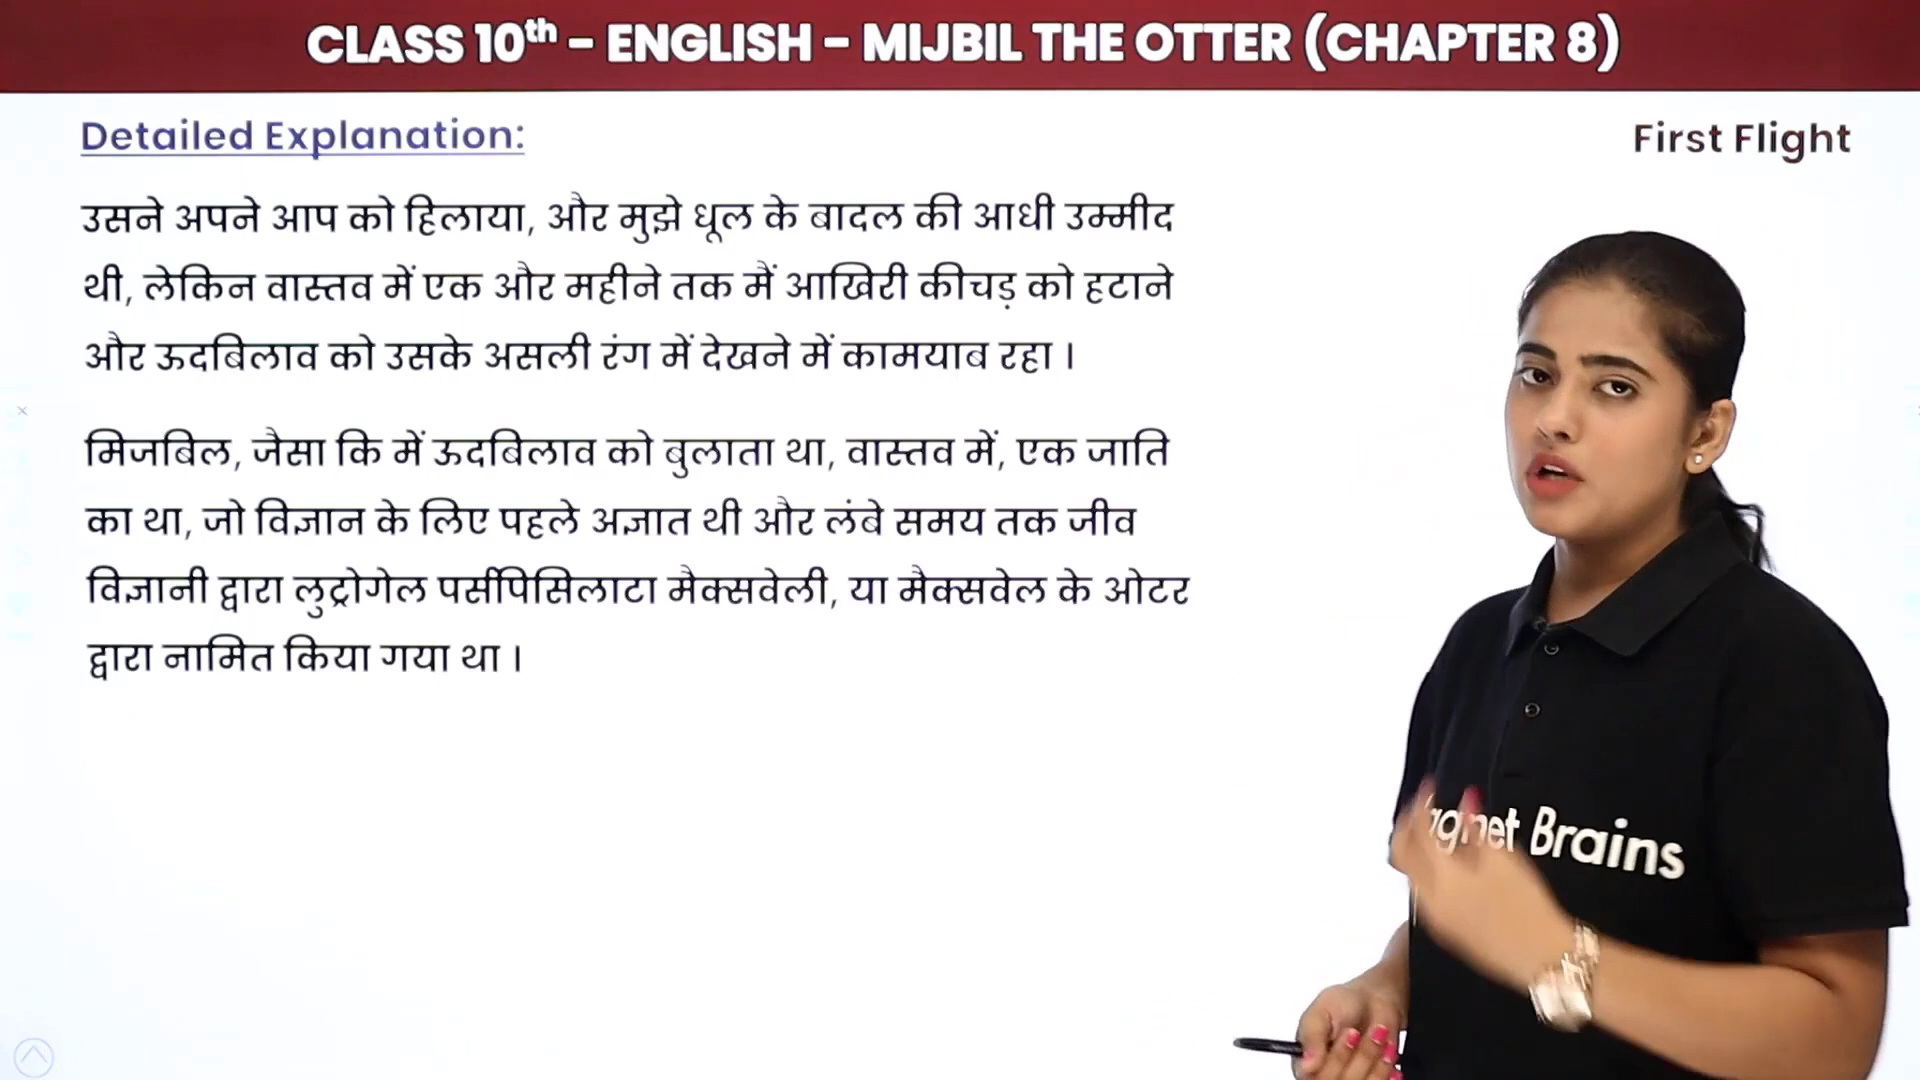 CLASS 10th – ENGLISH – MIJBIL THE OTTER (CHAPTER 8)
Detailed Explanation:
First Flight
उसने अपने आप को हिलाया, और मुझे धूल के बादल की आधी उम्मीद
थी, लेकिन वास्तव में एक और महीने तक मैं आखिरी कीचड़ को हटाने
और ऊदबिलाव को उसके असली रंग में देखने में कामयाब रहा ।
मिजबिल, जैसा कि में ऊदबिलाव को बुलाता था, वास्तव में, एक जाति
का था, जो विज्ञान के लिए पहले अज्ञात थी और लंबे समय तक जीव
विज्ञानी द्वारा लुट्रोगेल पर्सीपिसिलाटा मैक्सवेली, या मैक्सवेल के ओटर
द्वारा नामित किया गया था ।
gnet Brains